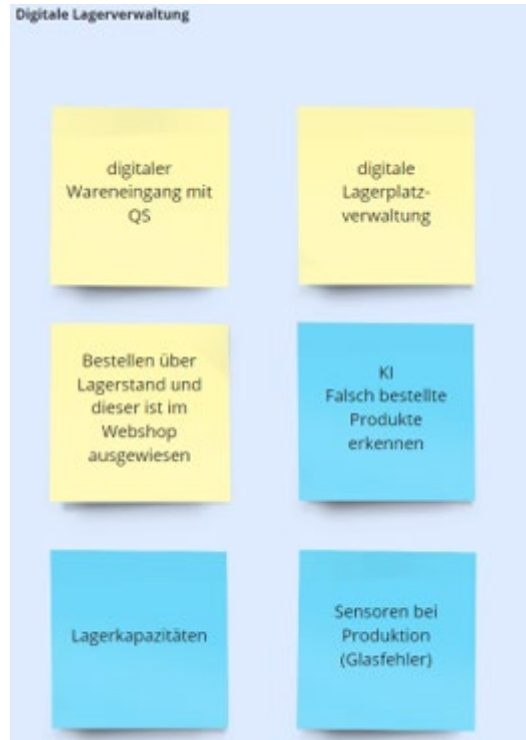 Digitale Lagerverwaltung
digitaler
Wareneingang mit
QS
digitale
Lagerplatz-
verwaltung
Bestellen über
Lagerstand und
dieser ist im
Webshop
ausgewiesen
KI
Falsch bestellte
Produkte
erkennen
Lagerkapazitäten
Sensoren bei
Produktion
(Glasfehler)